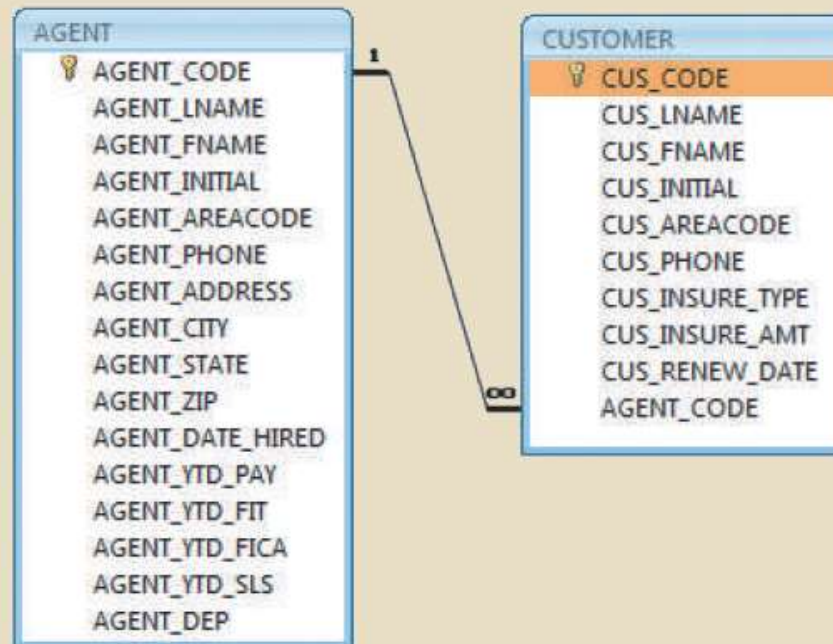 AGENT
AGENT_CODE
AGENT_LNAME
AGENT_FNAME
AGENT_INITIAL
AGENT_AREACODE
AGENT_PHONE
AGENT_ADDRESS
AGENT_CITY
AGENT_STATE
AGENT_ZIP
AGENT_DATE_HIRED
AGENT_YTD_PAY
AGENT_YTD_FIT
AGENT_YTD_FICA
AGENT_YTD_SLS
AGENT_DEP
1
∞
CUSTOMER
CUS_CODE
CUS_LNAME
CUS_FNAME
CUS_INITIAL
CUS_AREACODE
CUS_PHONE
CUS_INSURE_TYPE
CUS_INSURE_AMT
CUS_RENEW_DATE
AGENT_CODE